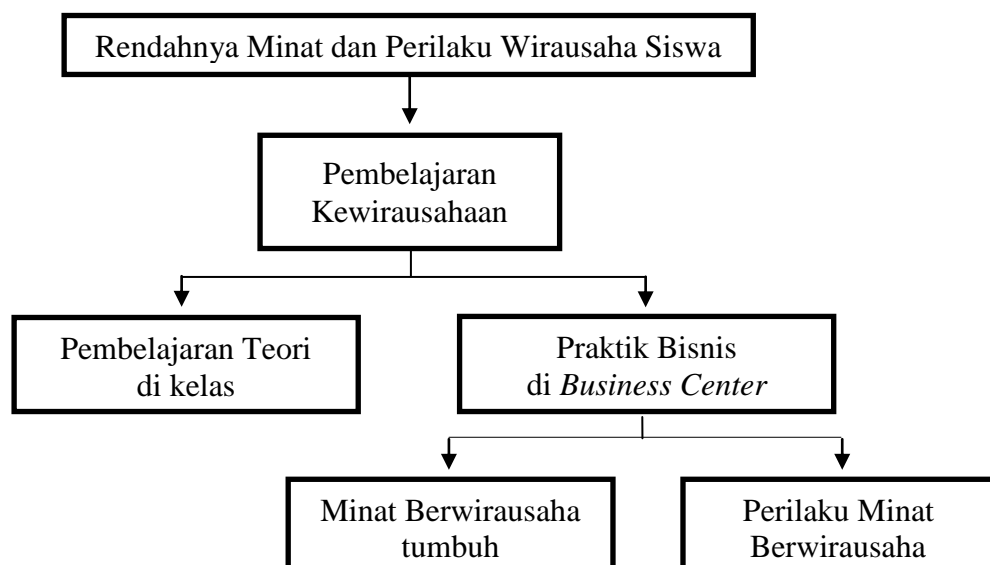 Rendahnya Minat dan Perilaku Wirausaha Siswa
Pembelajaran
Kewirausahaan
Pembelajaran Teori
di kelas
Praktik Bisnis
di Business Center
Minat Berwirausaha
tumbuh
Perilaku Minat
Berwirausaha